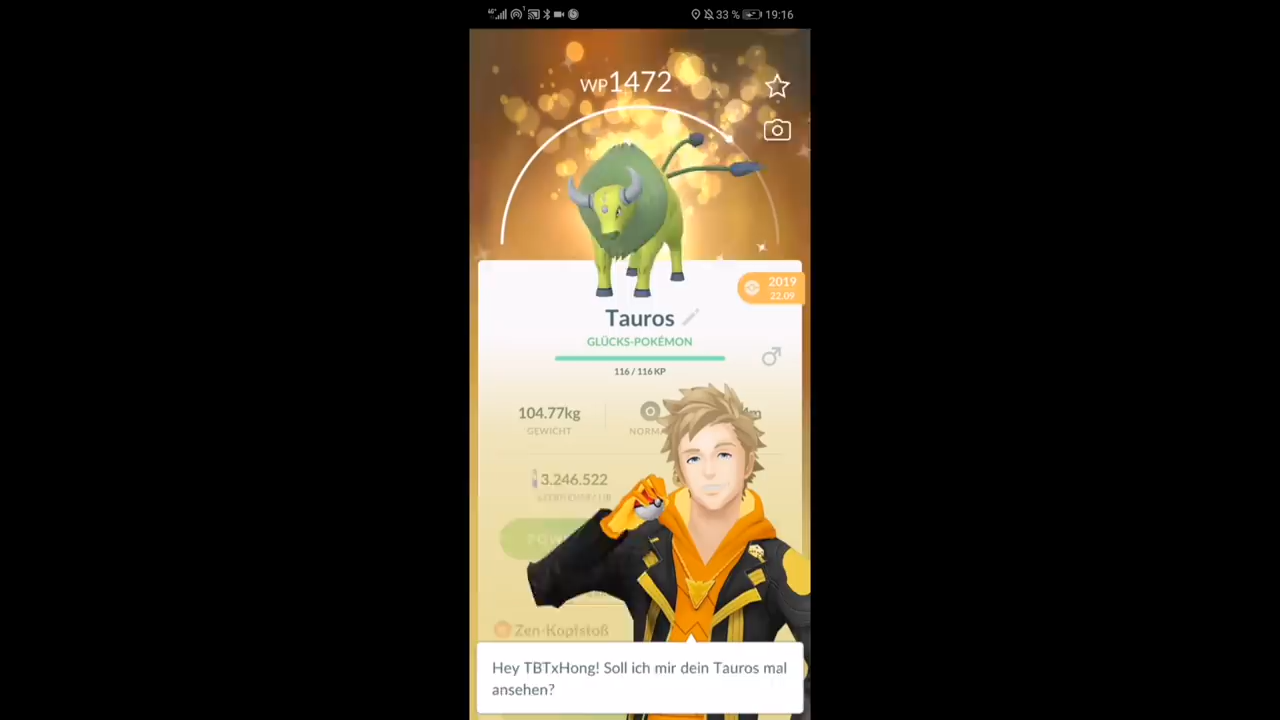 33 % 19:16
WP1472
2019
22.09
Tauros
GLÜCKS-POKÉMON
116 / 116 KP
104.77kg
GEWICHT
3.246.522
Zen-Kopfstoß
Hey TBTxHong! Soll ich mir dein Tauros mal
ansehen?